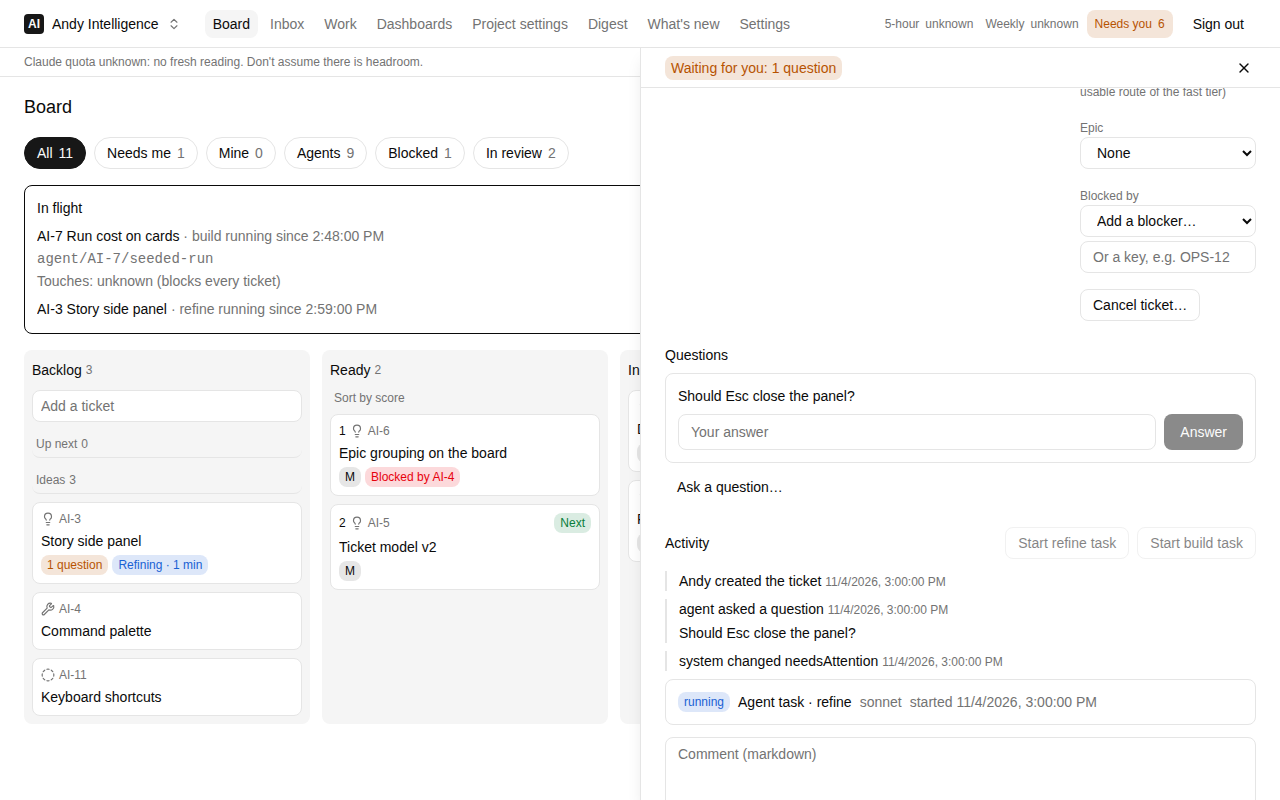 AI Andy Intelligence Board Inbox Work Dashboards Project settings Digest What's new Settings 5-hour unknown Weekly unknown Needs you 6 Sign out
Claude quota unknown: no fresh reading. Don't assume there is headroom.
Board
All 11 Needs me 1 Mine 0 Agents 9 Blocked 1 In review 2
In flight
AI-7 Run cost on cards · build running since 2:48:00 PM
agent/AI-7/seeded-run
Touches: unknown (blocks every ticket)
AI-3 Story side panel · refine running since 2:59:00 PM
Backlog 3
Add a ticket
Up next 0
Ideas 3
AI-3
Story side panel
1 question Refining · 1 min
AI-4
Command palette
AI-11
Keyboard shortcuts
Ready 2
Sort by score
1 AI-6
Epic grouping on the board
M Blocked by AI-4
2 AI-5 Next
Ticket model v2
M
In
Waiting for you: 1 question
usable route of the fast tier)
Epic
None
Blocked by
Add a blocker…
Or a key, e.g. OPS-12
Cancel ticket…
Questions
Should Esc close the panel?
Your answer Answer
Ask a question…
Activity Start refine task Start build task
Andy created the ticket 11/4/2026, 3:00:00 PM
agent asked a question 11/4/2026, 3:00:00 PM
Should Esc close the panel?
system changed needsAttention 11/4/2026, 3:00:00 PM
running Agent task · refine sonnet started 11/4/2026, 3:00:00 PM
Comment (markdown)